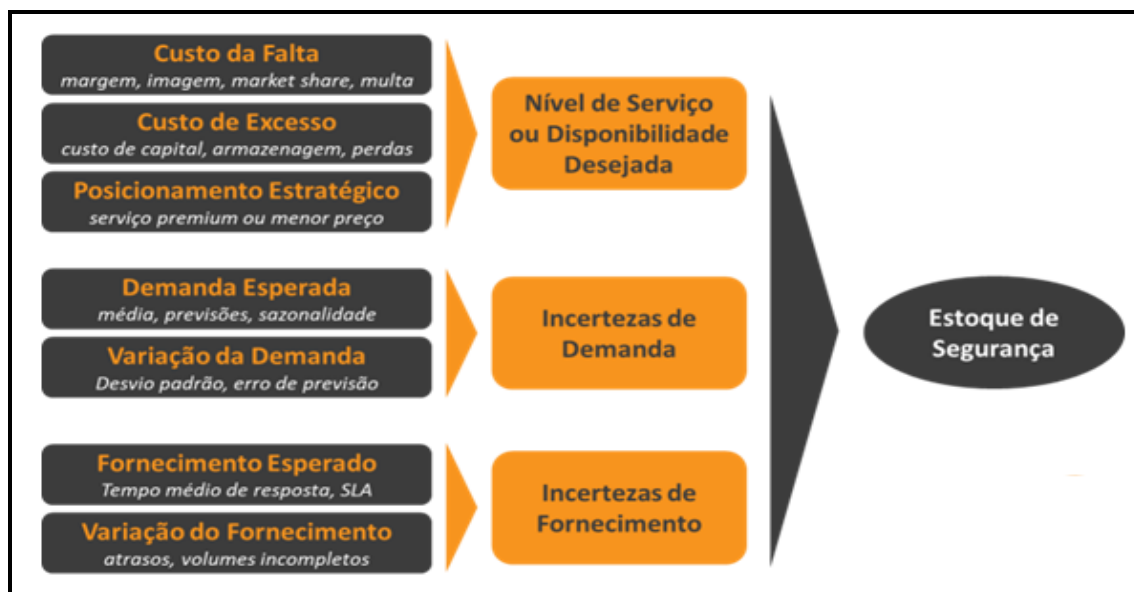 Custo da Falta
margem, imagem, market share, multa
Custo de Excesso
custo de capital, armazenagem, perdas
Posicionamento Estratégico
serviço premium ou menor preço
Nível de Serviço
ou Disponibilidade
Desejada
Demanda Esperada
média, previsões, sazonalidade
Variação da Demanda
Desvio padrão, erro de previsão
Incertezas de
Demanda
Fornecimento Esperado
Tempo médio de resposta, SLA
Variação do Fornecimento
atrasos, volumes incompletos
Incertezas de
Fornecimento
Estoque de
Segurança